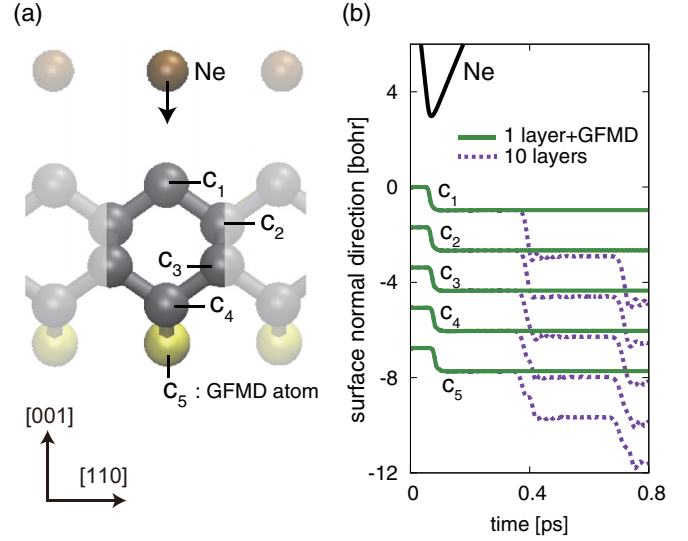 (a)
Ne
C1
C2
C3
C4
C5 : GFMD atom
[001]
[110]
(b)
Ne
1 layer+GFMD
10 layers
surface normal direction [bohr]
4
0
-4
-8
-12
C1
C2
C3
C4
C5
0
0.4
0.8
time [ps]